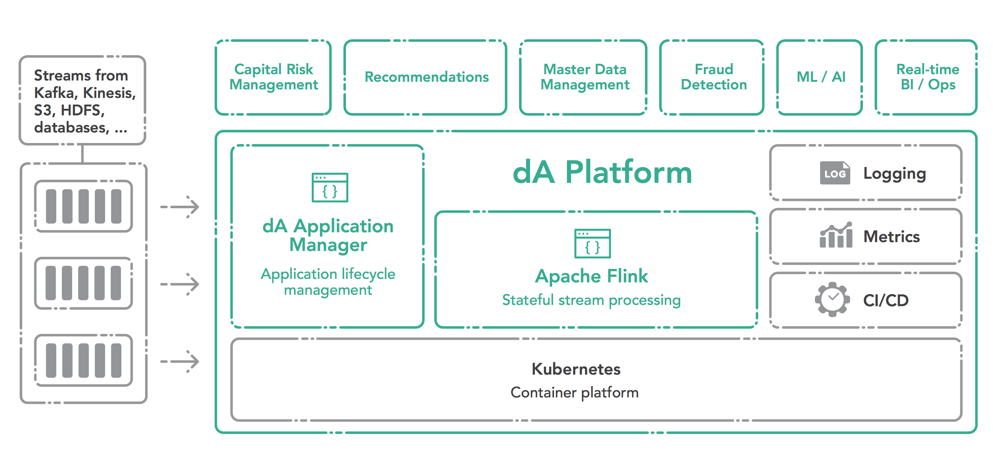 Streams from
Kafka, Kinesis,
S3, HDFS,
databases, ...
Capital Risk
Management
Recommendations
Master Data
Management
Fraud
Detection
ML / AI
Real-time
BI / Ops
dA Platform
{ }
dA Application
Manager
Application lifecycle
management
{ }
Apache Flink
Stateful stream processing
LOG
Logging
Metrics
CI/CD
Kubernetes
Container platform